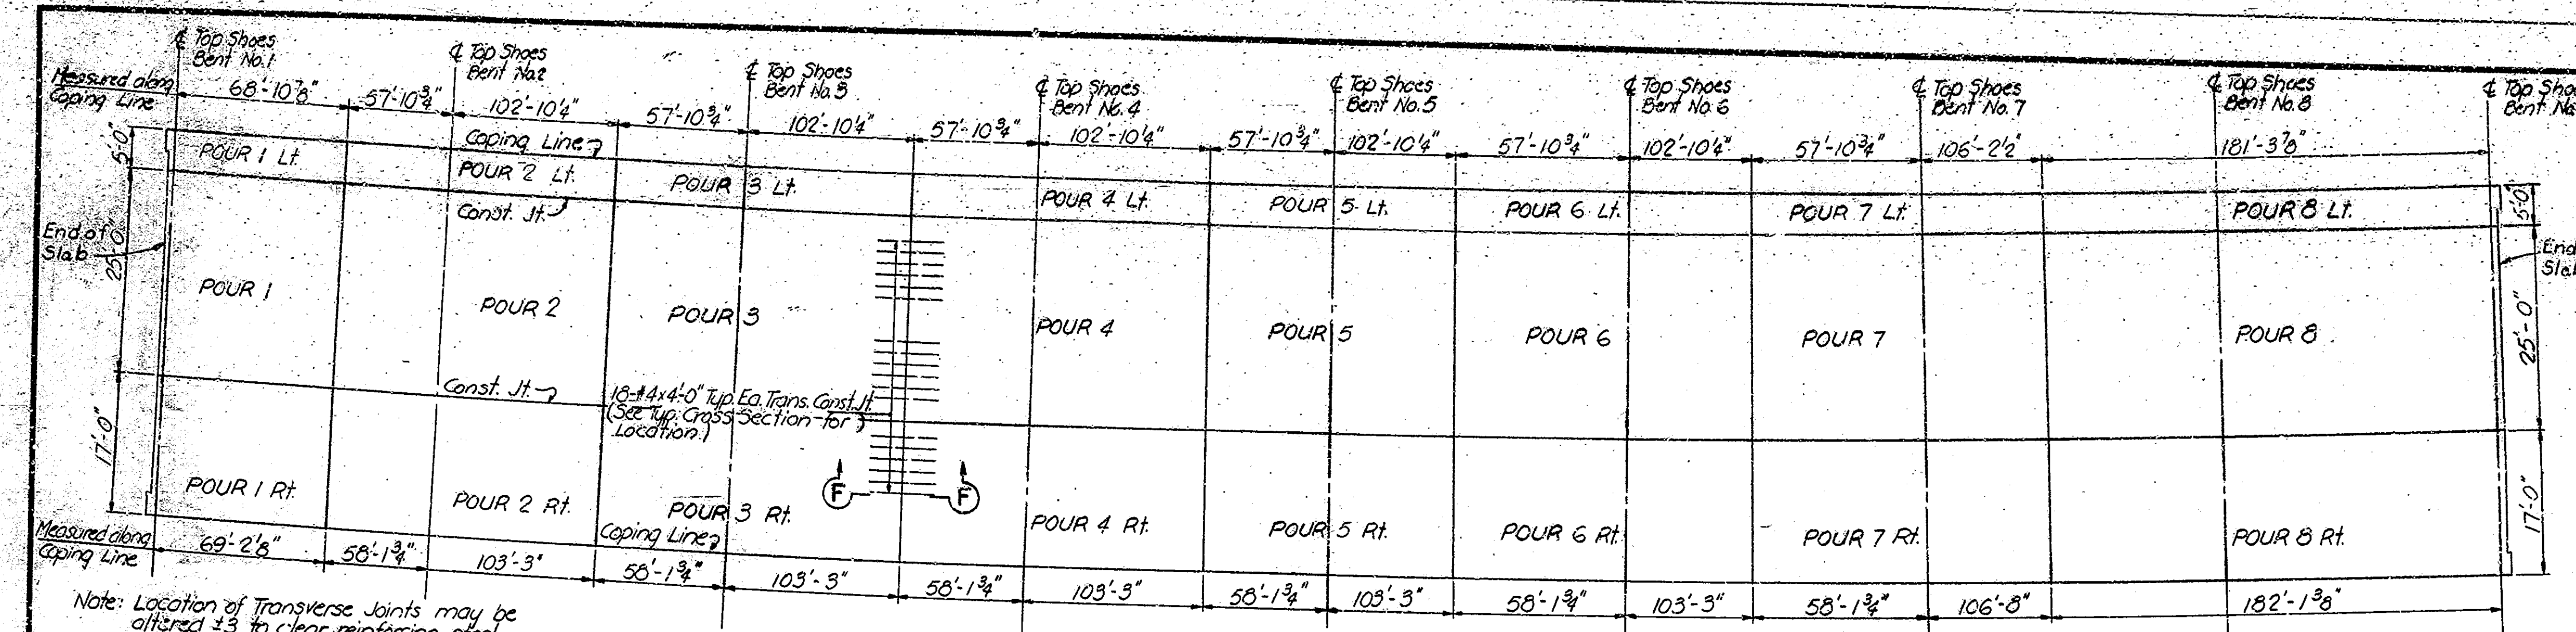 ℄ Top Shoes
Bent No.1
℄ Top Shoes
Bent No.2
℄ Top Shoes
Bent No.3
℄ Top Shoes
Bent No.4
℄ Top Shoes
Bent No.5
℄ Top Shoes
Bent No.6
℄ Top Shoes
Bent No.7
℄ Top Shoes
Bent No.8
℄ Top Shoe
Bent No.
Measured along
Coping Line
68'-10⅞" 57'-10¾" 102'-10¼" 57'-10¾" 102'-10¼" 57'-10¾" 102'-10¼" 57'-10¾" 102'-10¼" 57'-10¾" 102'-10¼" 57'-10¾" 106'-2½" 181'-3⅞"
Coping Line
5'-0"
POUR 1 Lt. POUR 2 Lt. POUR 3 Lt. POUR 4 Lt. POUR 5 Lt. POUR 6 Lt. POUR 7 Lt. POUR 8 Lt.
5'-0"
Const. Jt.
End of
Slab
25'-0"
End
Slab
25'-0"
POUR 1 POUR 2 POUR 3 POUR 4 POUR 5 POUR 6 POUR 7 POUR 8
Const. Jt.
18-#4x4'-0" Typ. Ea. Trans. Const. Jt.
(See Typ. Cross Section for
Location.)
17'-0"
17'-0"
F F
POUR 1 Rt. POUR 2 Rt. POUR 3 Rt. POUR 4 Rt. POUR 5 Rt. POUR 6 Rt. POUR 7 Rt. POUR 8 Rt.
Coping Line
Measured along
Coping Line
69'-2⅛" 58'-1¾" 103'-3" 58'-1¾" 103'-3" 58'-1¾" 103'-3" 58'-1¾" 103'-3" 58'-1¾" 103'-3" 58'-1¾" 106'-8" 182'-1⅜"
Note: Location of Transverse Joints may be
altered ±3 to clear reinforcing steel